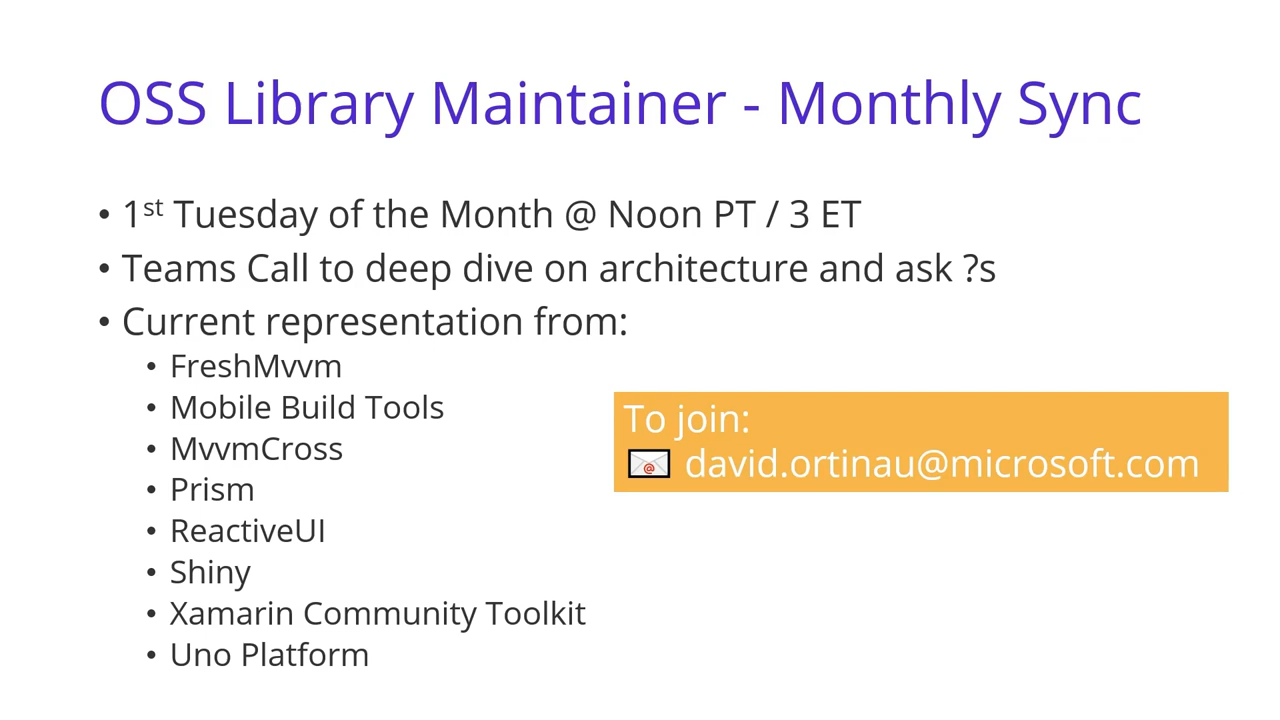 OSS Library Maintainer - Monthly Sync
• 1st Tuesday of the Month @ Noon PT / 3 ET
• Teams Call to deep dive on architecture and ask ?s
• Current representation from:
• FreshMvvm
• Mobile Build Tools
• MvvmCross
• Prism
• ReactiveUI
• Shiny
• Xamarin Community Toolkit
• Uno Platform
To join:
david.ortinau@microsoft.com